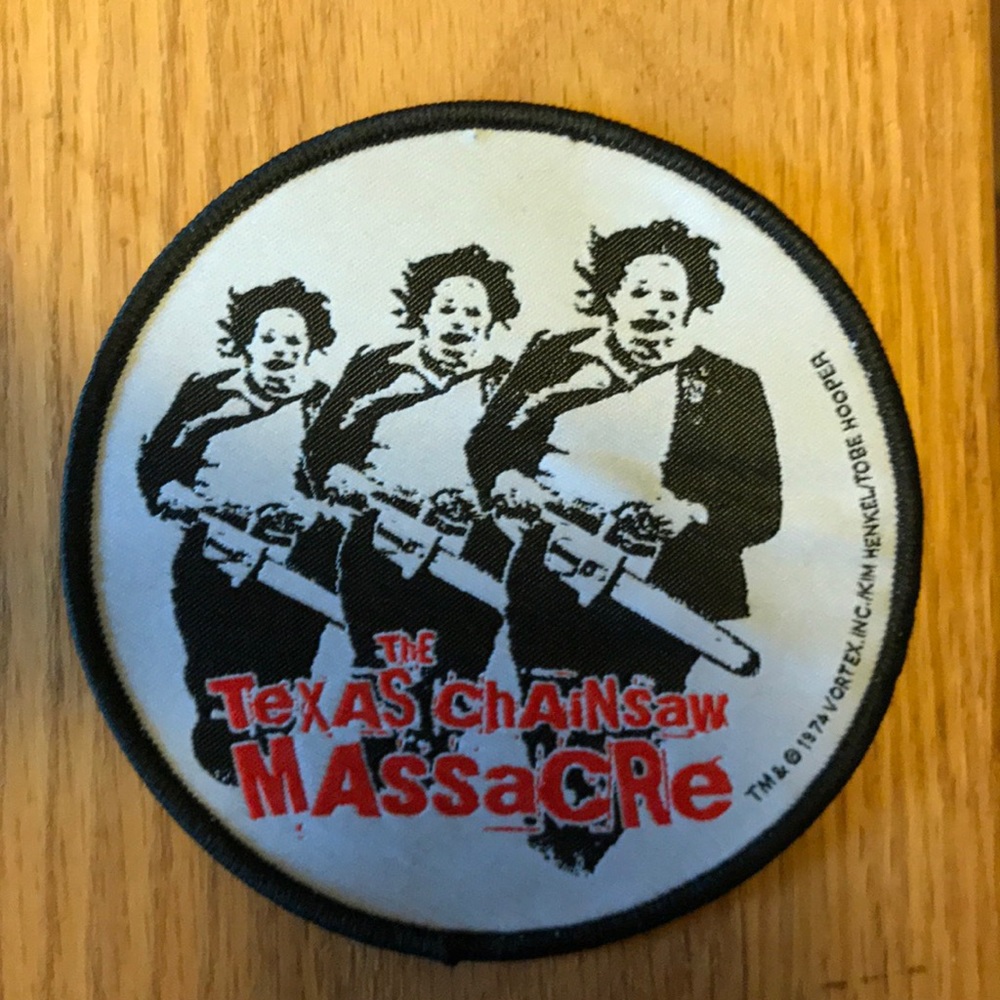 THE
TEXAS CHAINSAW
MASSACRE
TM & © 1974 VORTEX, INC./KIM HENKEL/TOBE HOOPER